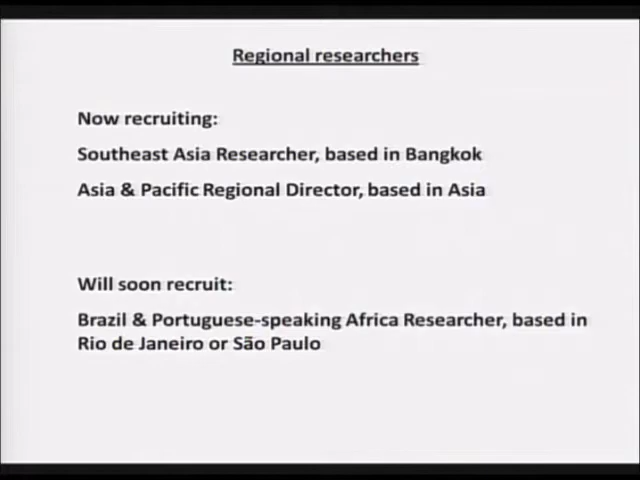 Regional researchers
Now recruiting:
Southeast Asia Researcher, based in Bangkok
Asia & Pacific Regional Director, based in Asia
Will soon recruit:
Brazil & Portuguese-speaking Africa Researcher, based in
Rio de Janeiro or São Paulo